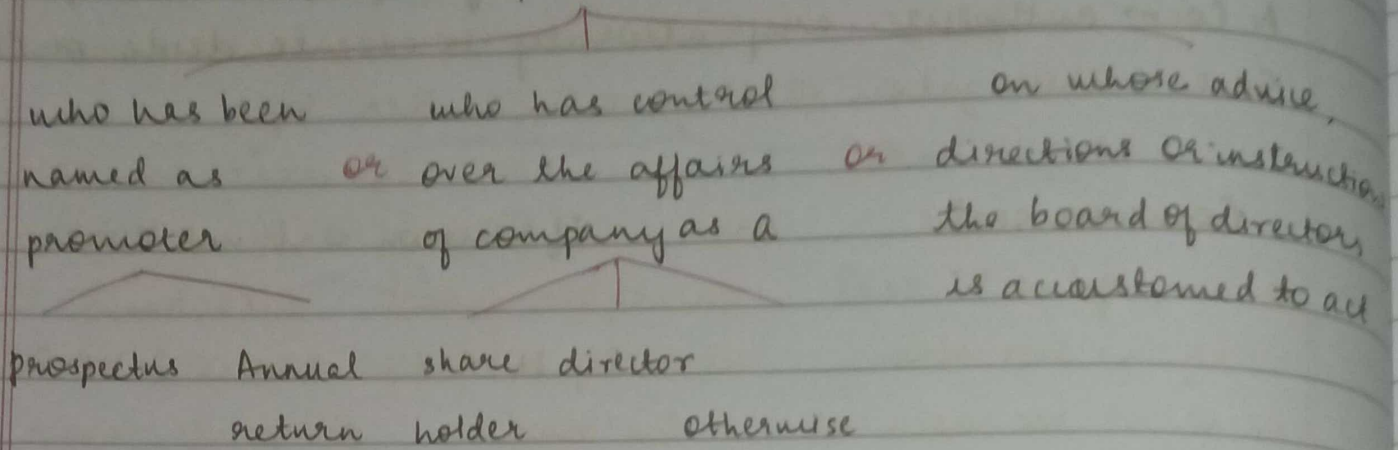 who has been
named as
promoter
or
who has control
over the affairs
of company as a
or
on whose advice,
directions or instructions
the board of directors
is accustomed to act
prospectus
Annual
return
share
holder
director
otherwise